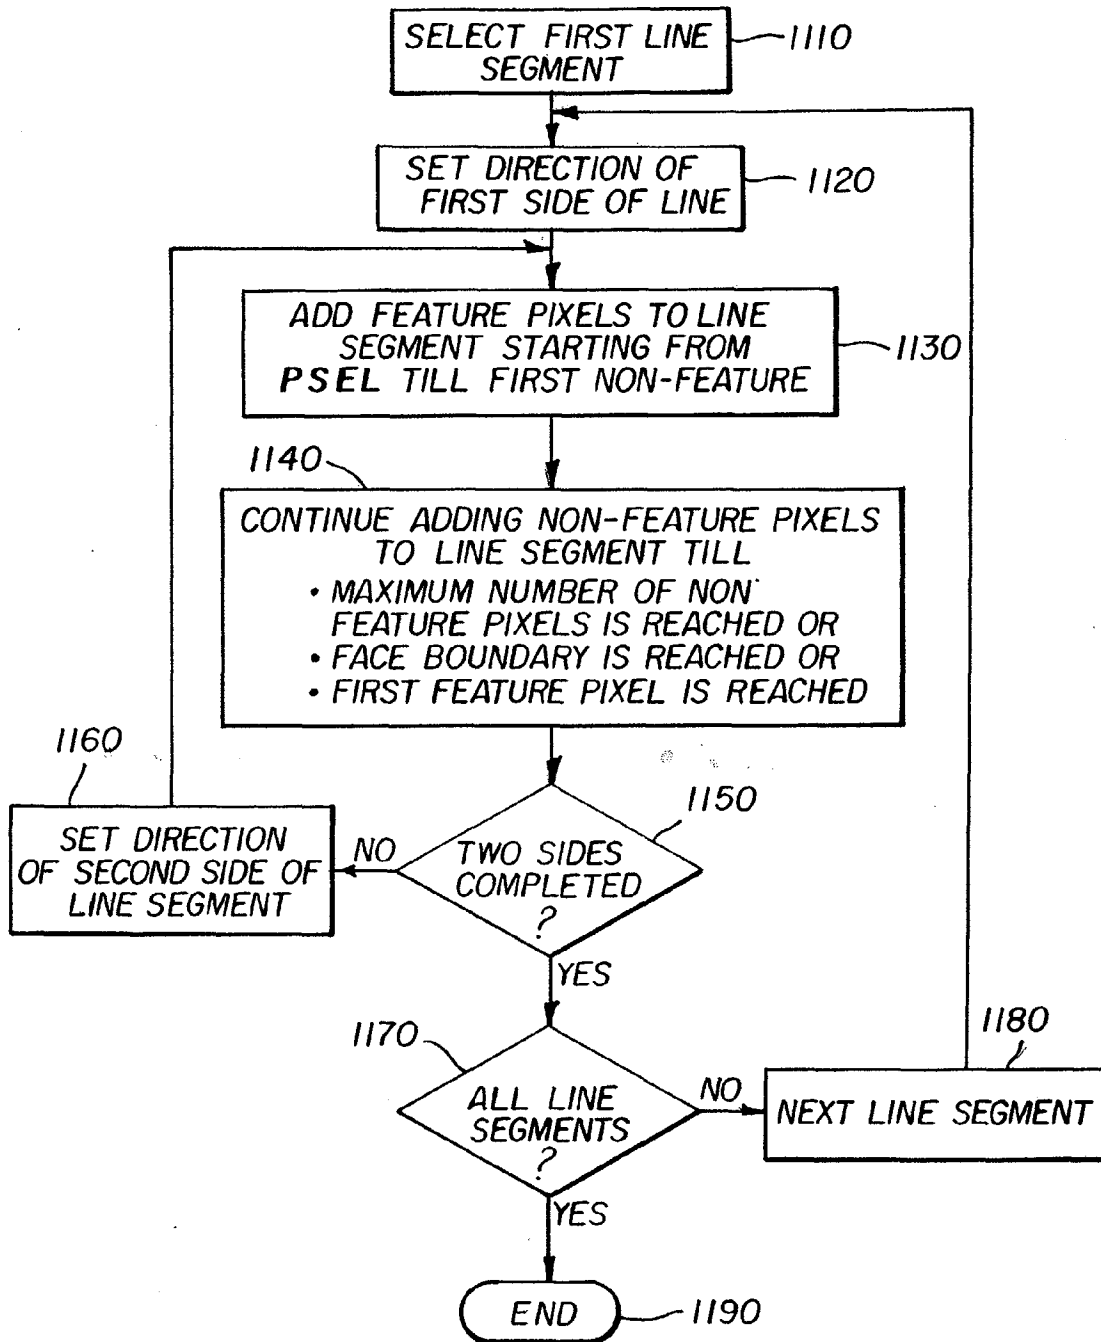 SELECT FIRST LINE
SEGMENT
1110
SET DIRECTION OF
FIRST SIDE OF LINE
1120
ADD FEATURE PIXELS TO LINE
SEGMENT STARTING FROM
PSEL TILL FIRST NON-FEATURE
1130
1140
CONTINUE ADDING NON-FEATURE PIXELS
TO LINE SEGMENT TILL
• MAXIMUM NUMBER OF NON
FEATURE PIXELS IS REACHED OR
• FACE BOUNDARY IS REACHED OR
• FIRST FEATURE PIXEL IS REACHED
1160
SET DIRECTION
OF SECOND SIDE OF
LINE SEGMENT
NO
1150
TWO SIDES
COMPLETED
?
YES
1170
ALL LINE
SEGMENTS
?
NO
1180
NEXT LINE SEGMENT
YES
END
1190